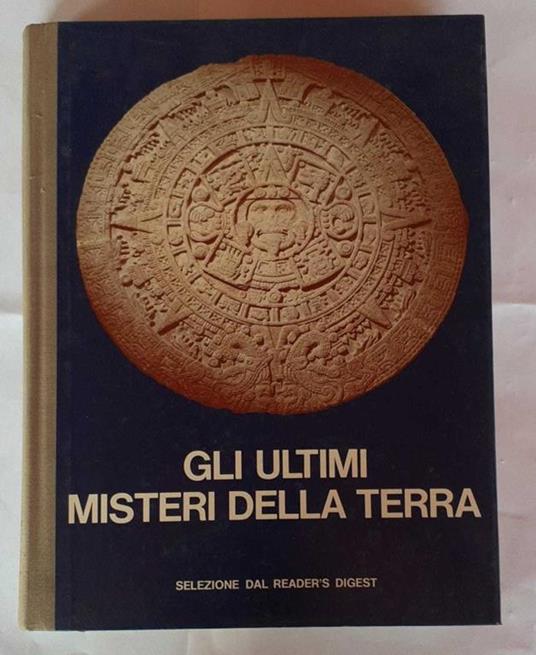 GLI ULTIMI
MISTERI DELLA TERRA
SELEZIONE DAL READER'S DIGEST